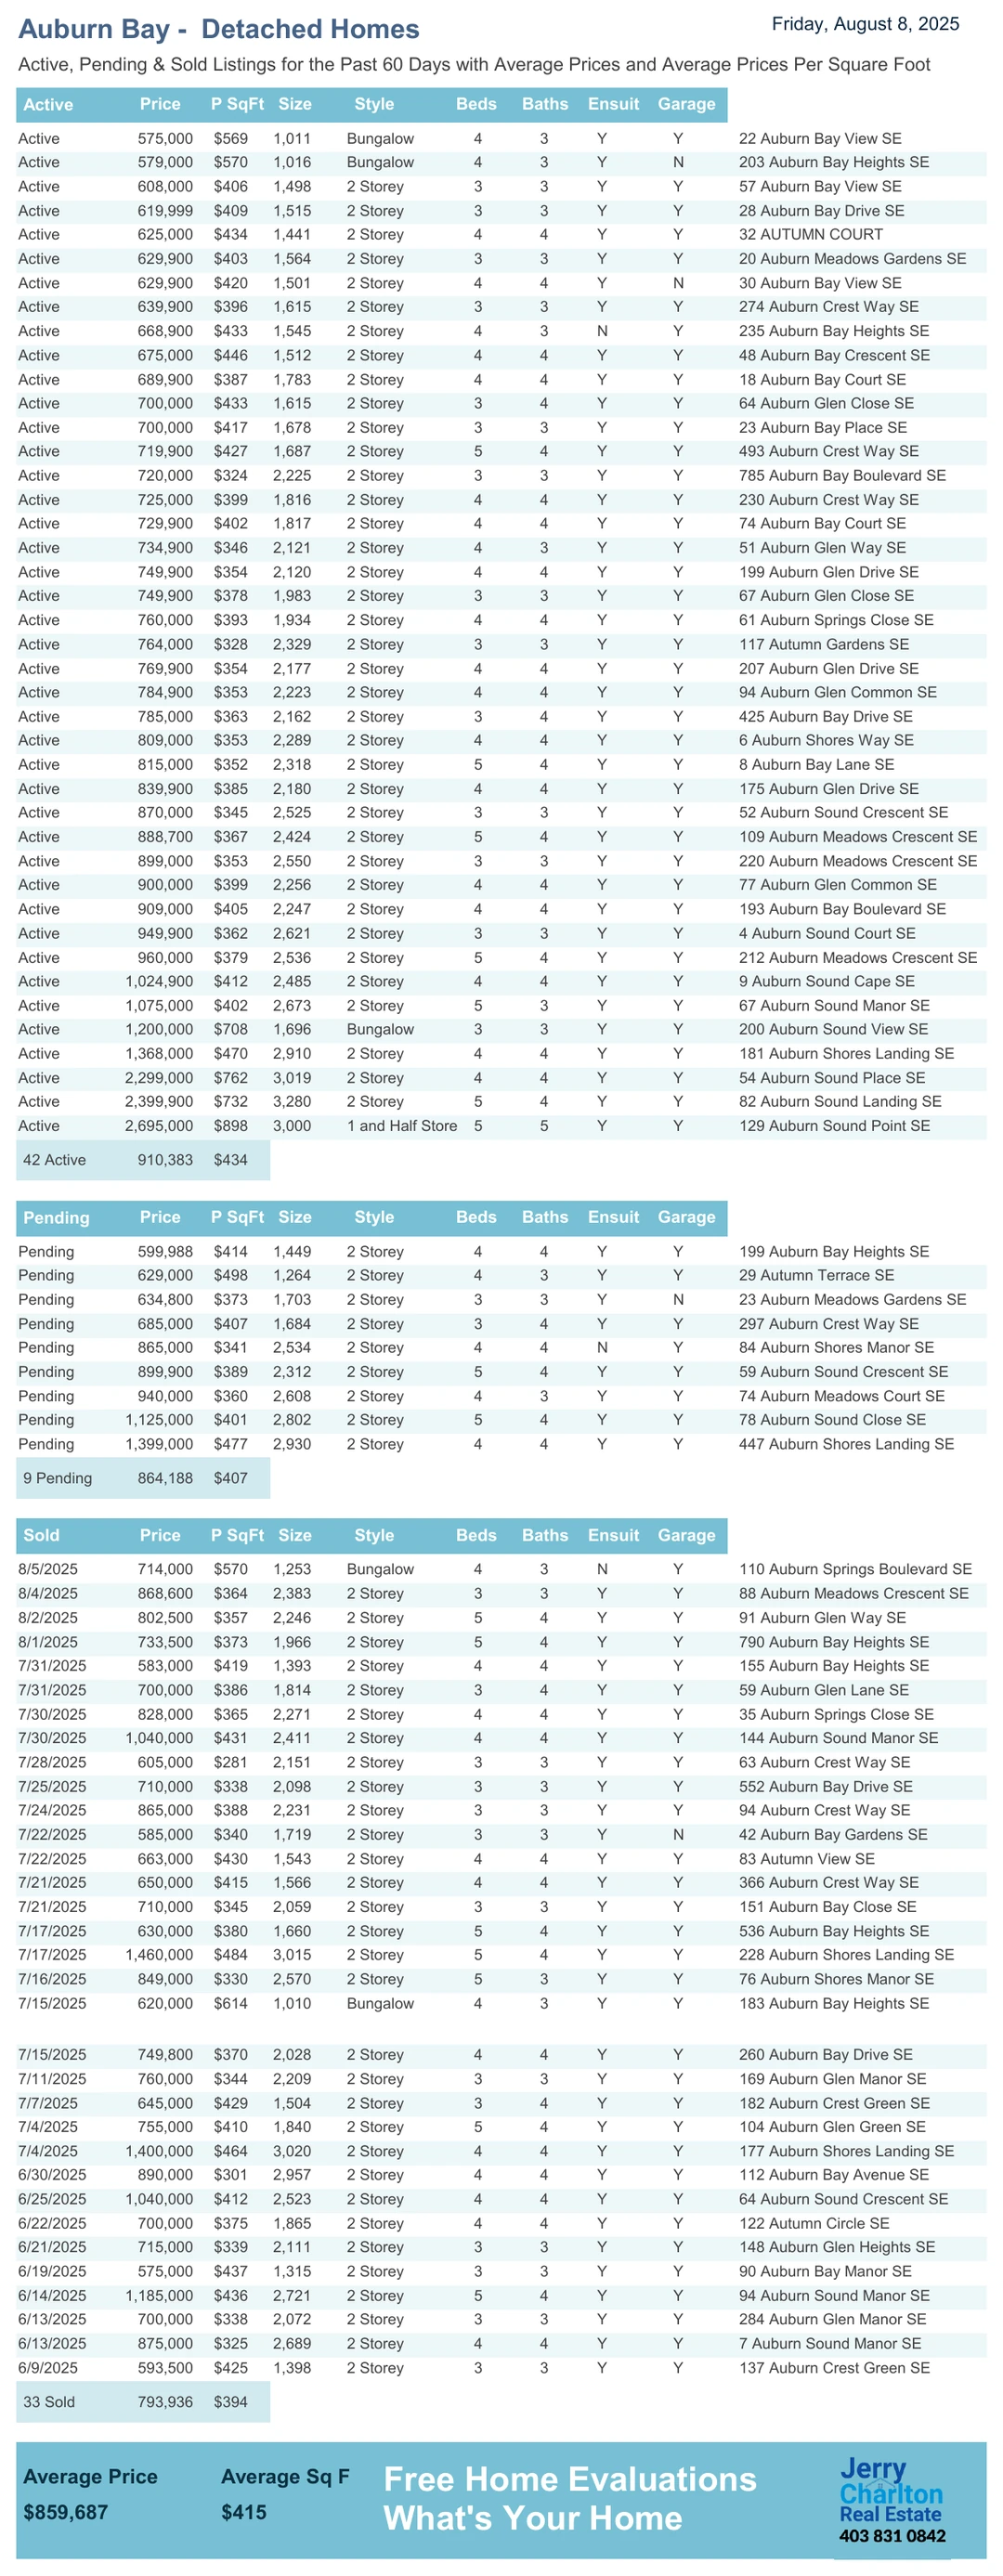 Auburn Bay -  Detached Homes
Friday, August 8, 2025
Active, Pending & Sold Listings for the Past 60 Days with Average Prices and Average Prices Per Square Foot
Active Price P SqFt Size Style Beds Baths Ensuit Garage
Active 575,000 $569 1,011 Bungalow 4 3 Y Y 22 Auburn Bay View SE
Active 579,000 $570 1,016 Bungalow 4 3 Y N 203 Auburn Bay Heights SE
Active 608,000 $406 1,498 2 Storey 3 3 Y Y 57 Auburn Bay View SE
Active 619,999 $409 1,515 2 Storey 3 3 Y Y 28 Auburn Bay Drive SE
Active 625,000 $434 1,441 2 Storey 4 4 Y Y 32 AUTUMN COURT
Active 629,900 $403 1,564 2 Storey 3 3 Y Y 20 Auburn Meadows Gardens SE
Active 629,900 $420 1,501 2 Storey 4 4 Y N 30 Auburn Bay View SE
Active 639,900 $396 1,615 2 Storey 3 3 Y Y 274 Auburn Crest Way SE
Active 668,900 $433 1,545 2 Storey 4 3 N Y 235 Auburn Bay Heights SE
Active 675,000 $446 1,512 2 Storey 4 4 Y Y 48 Auburn Bay Crescent SE
Active 689,900 $387 1,783 2 Storey 4 4 Y Y 18 Auburn Bay Court SE
Active 700,000 $433 1,615 2 Storey 3 4 Y Y 64 Auburn Glen Close SE
Active 700,000 $417 1,678 2 Storey 3 3 Y Y 23 Auburn Bay Place SE
Active 719,900 $427 1,687 2 Storey 5 4 Y Y 493 Auburn Crest Way SE
Active 720,000 $324 2,225 2 Storey 3 3 Y Y 785 Auburn Bay Boulevard SE
Active 725,000 $399 1,816 2 Storey 4 4 Y Y 230 Auburn Crest Way SE
Active 729,900 $402 1,817 2 Storey 4 4 Y Y 74 Auburn Bay Court SE
Active 734,900 $346 2,121 2 Storey 4 3 Y Y 51 Auburn Glen Way SE
Active 749,900 $354 2,120 2 Storey 4 4 Y Y 199 Auburn Glen Drive SE
Active 749,900 $378 1,983 2 Storey 3 3 Y Y 67 Auburn Glen Close SE
Active 760,000 $393 1,934 2 Storey 4 4 Y Y 61 Auburn Springs Close SE
Active 764,000 $328 2,329 2 Storey 3 3 Y Y 117 Autumn Gardens SE
Active 769,900 $354 2,177 2 Storey 4 4 Y Y 207 Auburn Glen Drive SE
Active 784,900 $353 2,223 2 Storey 4 4 Y Y 94 Auburn Glen Common SE
Active 785,000 $363 2,162 2 Storey 3 4 Y Y 425 Auburn Bay Drive SE
Active 809,000 $353 2,289 2 Storey 4 4 Y Y 6 Auburn Shores Way SE
Active 815,000 $352 2,318 2 Storey 5 4 Y Y 8 Auburn Bay Lane SE
Active 839,900 $385 2,180 2 Storey 4 4 Y Y 175 Auburn Glen Drive SE
Active 870,000 $345 2,525 2 Storey 3 3 Y Y 52 Auburn Sound Crescent SE
Active 888,700 $367 2,424 2 Storey 5 4 Y Y 109 Auburn Meadows Crescent SE
Active 899,000 $353 2,550 2 Storey 3 3 Y Y 220 Auburn Meadows Crescent SE
Active 900,000 $399 2,256 2 Storey 4 4 Y Y 77 Auburn Glen Common SE
Active 909,000 $405 2,247 2 Storey 4 4 Y Y 193 Auburn Bay Boulevard SE
Active 949,900 $362 2,621 2 Storey 3 3 Y Y 4 Auburn Sound Court SE
Active 960,000 $379 2,536 2 Storey 5 4 Y Y 212 Auburn Meadows Crescent SE
Active 1,024,900 $412 2,485 2 Storey 4 4 Y Y 9 Auburn Sound Cape SE
Active 1,075,000 $402 2,673 2 Storey 5 3 Y Y 67 Auburn Sound Manor SE
Active 1,200,000 $708 1,696 Bungalow 3 3 Y Y 200 Auburn Sound View SE
Active 1,368,000 $470 2,910 2 Storey 4 4 Y Y 181 Auburn Shores Landing SE
Active 2,299,000 $762 3,019 2 Storey 4 4 Y Y 54 Auburn Sound Place SE
Active 2,399,900 $732 3,280 2 Storey 5 4 Y Y 82 Auburn Sound Landing SE
Active 2,695,000 $898 3,000 1 and Half Store 5 5 Y Y 129 Auburn Sound Point SE
42 Active 910,383 $434
Pending Price P SqFt Size Style Beds Baths Ensuit Garage
Pending 599,988 $414 1,449 2 Storey 4 4 Y Y 199 Auburn Bay Heights SE
Pending 629,000 $498 1,264 2 Storey 4 3 Y Y 29 Autumn Terrace SE
Pending 634,800 $373 1,703 2 Storey 3 3 Y N 23 Auburn Meadows Gardens SE
Pending 685,000 $407 1,684 2 Storey 3 4 Y Y 297 Auburn Crest Way SE
Pending 865,000 $341 2,534 2 Storey 4 4 N Y 84 Auburn Shores Manor SE
Pending 899,900 $389 2,312 2 Storey 5 4 Y Y 59 Auburn Sound Crescent SE
Pending 940,000 $360 2,608 2 Storey 4 3 Y Y 74 Auburn Meadows Court SE
Pending 1,125,000 $401 2,802 2 Storey 5 4 Y Y 78 Auburn Sound Close SE
Pending 1,399,000 $477 2,930 2 Storey 4 4 Y Y 447 Auburn Shores Landing SE
9 Pending 864,188 $407
Sold Price P SqFt Size Style Beds Baths Ensuit Garage
8/5/2025 714,000 $570 1,253 Bungalow 4 3 N Y 110 Auburn Springs Boulevard SE
8/4/2025 868,600 $364 2,383 2 Storey 3 3 Y Y 88 Auburn Meadows Crescent SE
8/2/2025 802,500 $357 2,246 2 Storey 5 4 Y Y 91 Auburn Glen Way SE
8/1/2025 733,500 $373 1,966 2 Storey 5 4 Y Y 790 Auburn Bay Heights SE
7/31/2025 583,000 $419 1,393 2 Storey 4 4 Y Y 155 Auburn Bay Heights SE
7/31/2025 700,000 $386 1,814 2 Storey 3 4 Y Y 59 Auburn Glen Lane SE
7/30/2025 828,000 $365 2,271 2 Storey 4 4 Y Y 35 Auburn Springs Close SE
7/30/2025 1,040,000 $431 2,411 2 Storey 4 4 Y Y 144 Auburn Sound Manor SE
7/28/2025 605,000 $281 2,151 2 Storey 3 3 Y Y 63 Auburn Crest Way SE
7/25/2025 710,000 $338 2,098 2 Storey 3 3 Y Y 552 Auburn Bay Drive SE
7/24/2025 865,000 $388 2,231 2 Storey 3 3 Y Y 94 Auburn Crest Way SE
7/22/2025 585,000 $340 1,719 2 Storey 3 3 Y N 42 Auburn Bay Gardens SE
7/22/2025 663,000 $430 1,543 2 Storey 4 4 Y Y 83 Autumn View SE
7/21/2025 650,000 $415 1,566 2 Storey 4 4 Y Y 366 Auburn Crest Way SE
7/21/2025 710,000 $345 2,059 2 Storey 3 3 Y Y 151 Auburn Bay Close SE
7/17/2025 630,000 $380 1,660 2 Storey 5 4 Y Y 536 Auburn Bay Heights SE
7/17/2025 1,460,000 $484 3,015 2 Storey 5 4 Y Y 228 Auburn Shores Landing SE
7/16/2025 849,000 $330 2,570 2 Storey 5 3 Y Y 76 Auburn Shores Manor SE
7/15/2025 620,000 $614 1,010 Bungalow 4 3 Y Y 183 Auburn Bay Heights SE
7/15/2025 749,800 $370 2,028 2 Storey 4 4 Y Y 260 Auburn Bay Drive SE
7/11/2025 760,000 $344 2,209 2 Storey 3 3 Y Y 169 Auburn Glen Manor SE
7/7/2025 645,000 $429 1,504 2 Storey 3 4 Y Y 182 Auburn Crest Green SE
7/4/2025 755,000 $410 1,840 2 Storey 5 4 Y Y 104 Auburn Glen Green SE
7/4/2025 1,400,000 $464 3,020 2 Storey 4 4 Y Y 177 Auburn Shores Landing SE
6/30/2025 890,000 $301 2,957 2 Storey 4 4 Y Y 112 Auburn Bay Avenue SE
6/25/2025 1,040,000 $412 2,523 2 Storey 4 4 Y Y 64 Auburn Sound Crescent SE
6/22/2025 700,000 $375 1,865 2 Storey 4 4 Y Y 122 Autumn Circle SE
6/21/2025 715,000 $339 2,111 2 Storey 3 3 Y Y 148 Auburn Glen Heights SE
6/19/2025 575,000 $437 1,315 2 Storey 3 3 Y Y 90 Auburn Bay Manor SE
6/14/2025 1,185,000 $436 2,721 2 Storey 5 4 Y Y 94 Auburn Sound Manor SE
6/13/2025 700,000 $338 2,072 2 Storey 3 3 Y Y 284 Auburn Glen Manor SE
6/13/2025 875,000 $325 2,689 2 Storey 4 4 Y Y 7 Auburn Sound Manor SE
6/9/2025 593,500 $425 1,398 2 Storey 3 3 Y Y 137 Auburn Crest Green SE
33 Sold 793,936 $394
Average Price Average Sq F
$859,687 $415
Free Home Evaluations
What's Your Home
Jerry
Charlton
Real Estate
403 831 0842